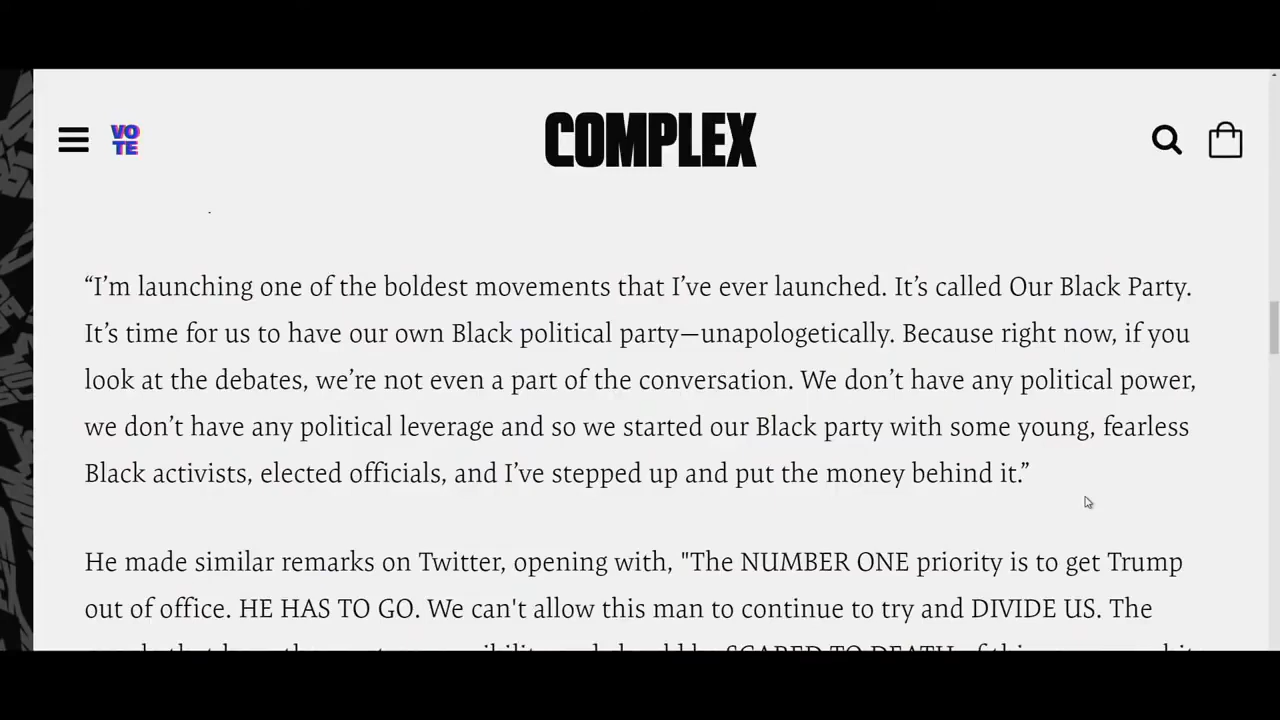 VO
TE
COMPLEX
“I’m launching one of the boldest movements that I’ve ever launched. It’s called Our Black Party.
It’s time for us to have our own Black political party—unapologetically. Because right now, if you
look at the debates, we’re not even a part of the conversation. We don’t have any political power,
we don’t have any political leverage and so we started our Black party with some young, fearless
Black activists, elected officials, and I’ve stepped up and put the money behind it.”
He made similar remarks on Twitter, opening with, "The NUMBER ONE priority is to get Trump
out of office. HE HAS TO GO. We can't allow this man to continue to try and DIVIDE US. The
SCARED TO DEATH